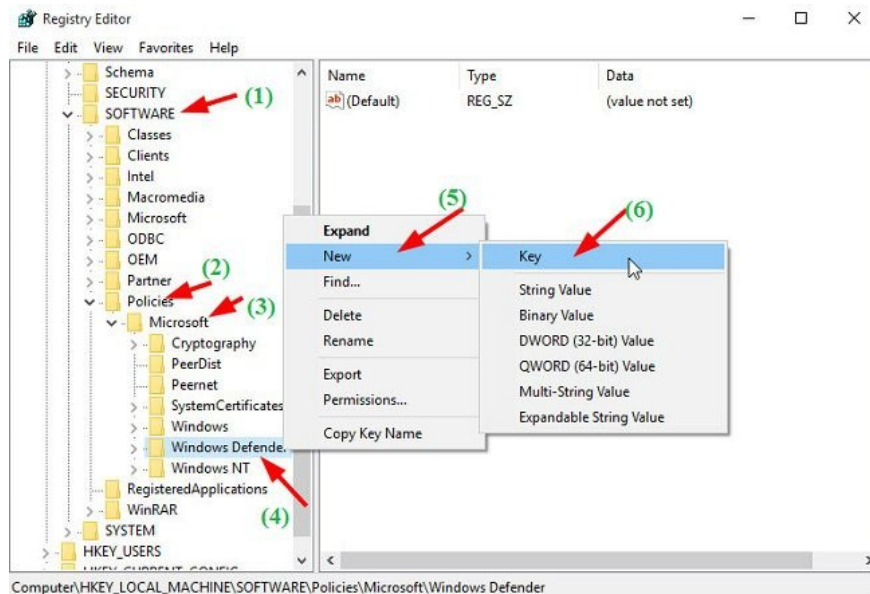 Registry Editor
File Edit View Favorites Help
Schema
SECURITY
SOFTWARE
(1)
Classes
Clients
Intel
Macromedia
Microsoft
ODBC
OEM
Partner
(2)
Policies
(3)
Microsoft
Cryptography
PeerDist
Peernet
SystemCertificates
Windows
Windows Defende
Windows NT
(4)
RegisteredApplications
WinRAR
SYSTEM
HKEY_USERS
HKEY_CURRENT_CONFIG
Name Type Data
ab (Default) REG_SZ (value not set)
(5)
Expand
New
Find...
Delete
Rename
Export
Permissions...
Copy Key Name
(6)
Key
String Value
Binary Value
DWORD (32-bit) Value
QWORD (64-bit) Value
Multi-String Value
Expandable String Value
Computer\HKEY_LOCAL_MACHINE\SOFTWARE\Policies\Microsoft\Windows Defender